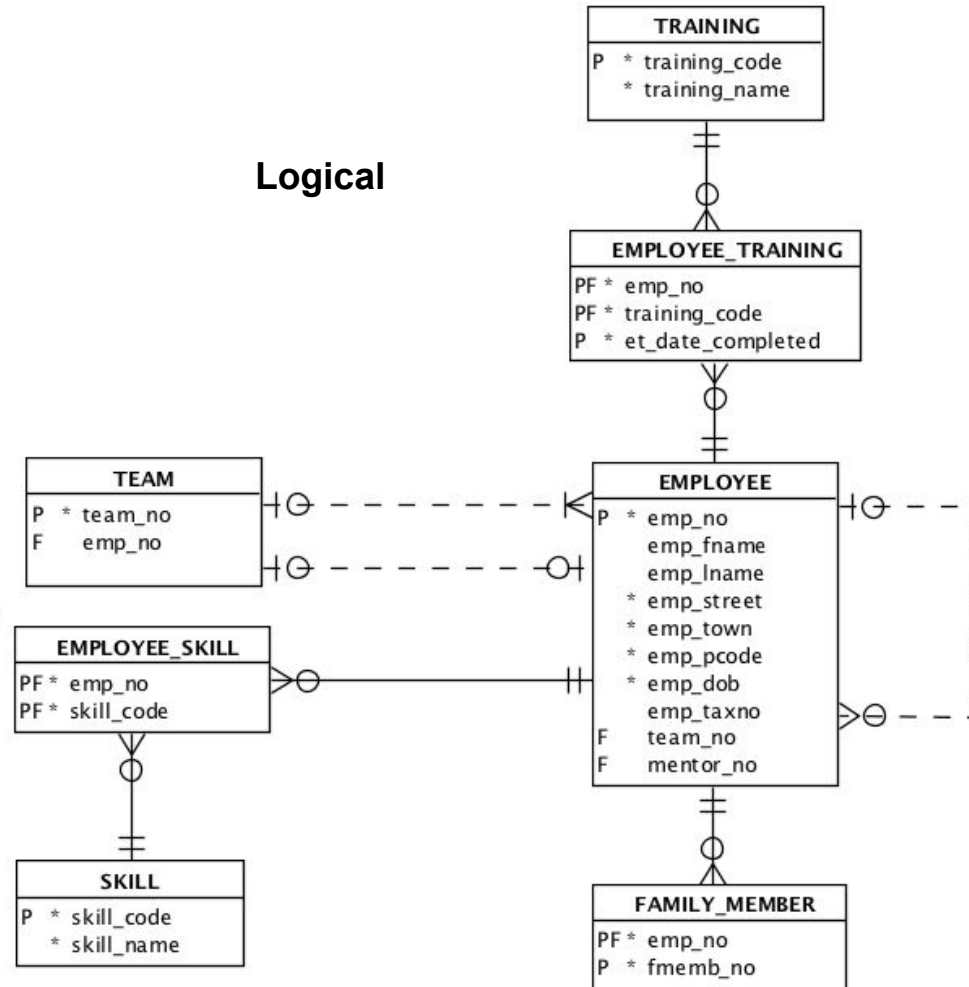 TRAINING
P * training_code
* training_name
Logical
EMPLOYEE_TRAINING
PF * emp_no
PF * training_code
P * et_date_completed
TEAM
P * team_no
F emp_no
EMPLOYEE
P * emp_no
emp_fname
emp_lname
* emp_street
* emp_town
* emp_pcode
* emp_dob
emp_taxno
F team_no
F mentor_no
EMPLOYEE_SKILL
PF * emp_no
PF * skill_code
SKILL
P * skill_code
* skill_name
FAMILY_MEMBER
PF * emp_no
P * fmemb_no